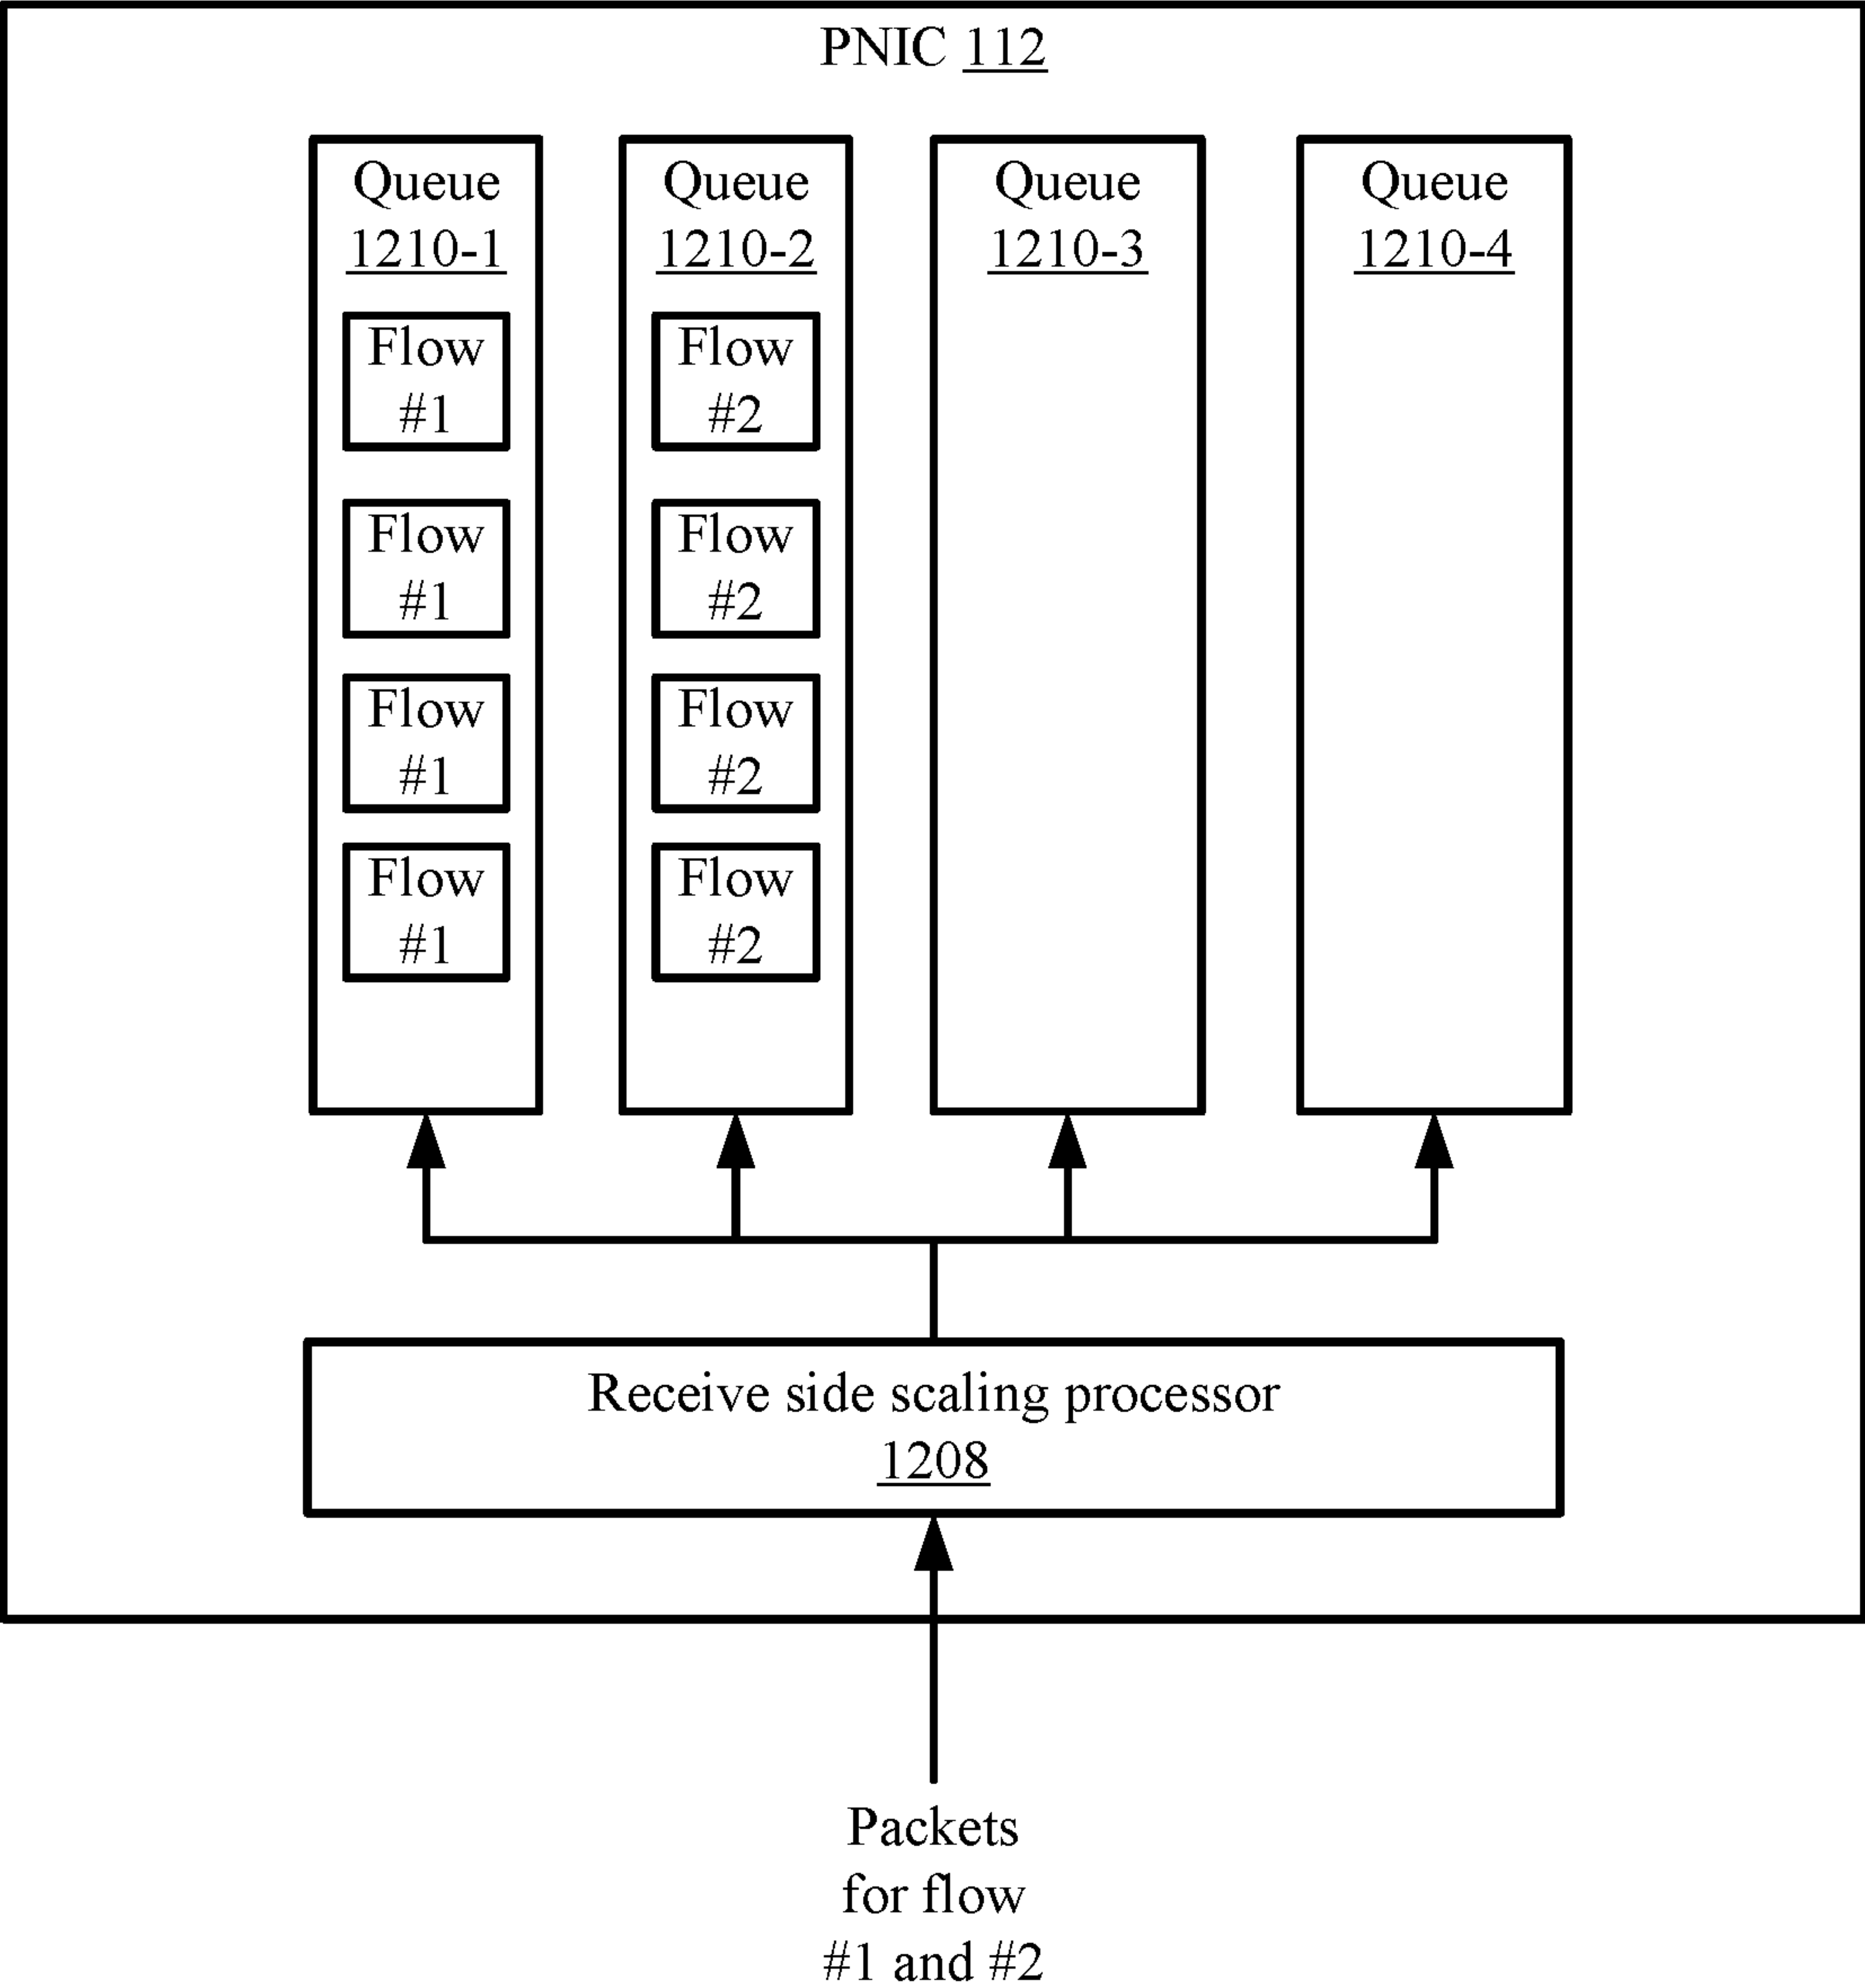 PNIC 112
Queue
1210-1
Flow
#1
Flow
#1
Flow
#1
Flow
#1
Queue
1210-2
Flow
#2
Flow
#2
Flow
#2
Flow
#2
Queue
1210-3
Queue
1210-4
Receive side scaling processor
1208
Packets
for flow
#1 and #2